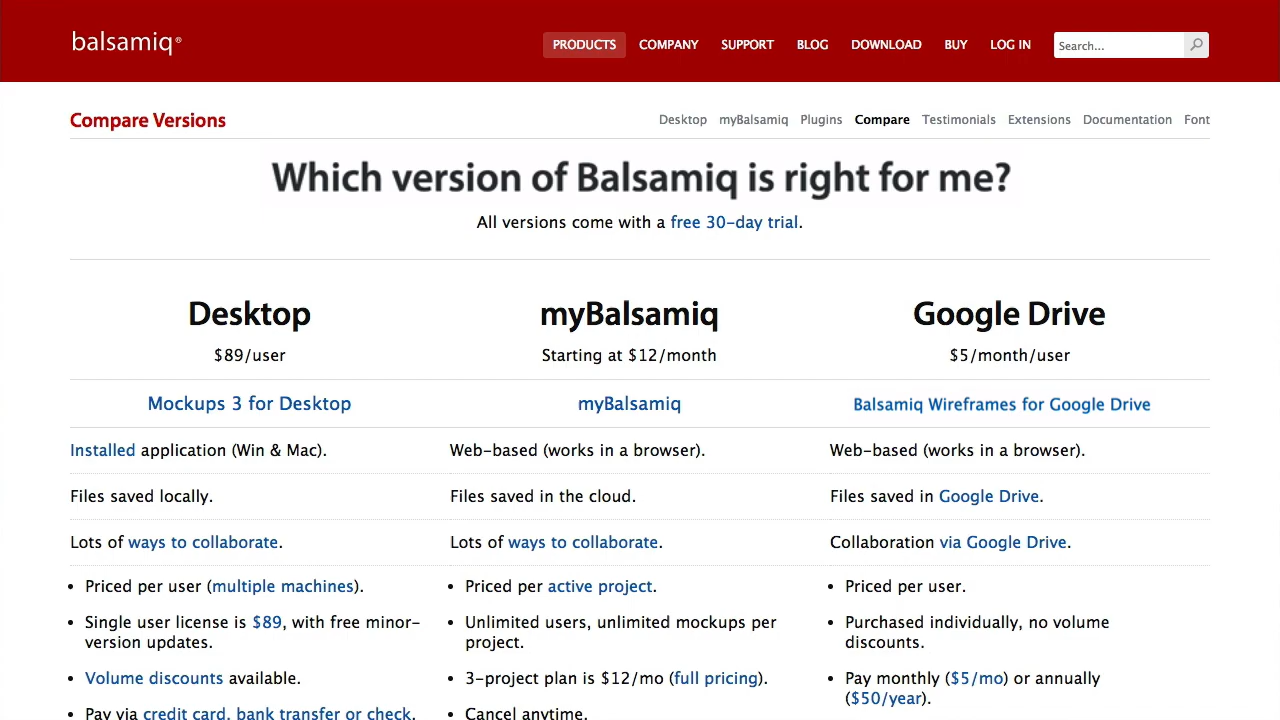 balsamiq®
PRODUCTS COMPANY SUPPORT BLOG DOWNLOAD BUY LOG IN Search...
Compare Versions
Desktop myBalsamiq Plugins Compare Testimonials Extensions Documentation Font
Which version of Balsamiq is right for me?
All versions come with a free 30-day trial.
Desktop
$89/user
Mockups 3 for Desktop
Installed application (Win & Mac).
Files saved locally.
Lots of ways to collaborate.
• Priced per user (multiple machines).
• Single user license is $89, with free minor-
version updates.
• Volume discounts available.
• Pay via credit card, bank transfer or check.
myBalsamiq
Starting at $12/month
myBalsamiq
Web-based (works in a browser).
Files saved in the cloud.
Lots of ways to collaborate.
• Priced per active project.
• Unlimited users, unlimited mockups per
project.
• 3-project plan is $12/mo (full pricing).
• Cancel anytime.
Google Drive
$5/month/user
Balsamiq Wireframes for Google Drive
Web-based (works in a browser).
Files saved in Google Drive.
Collaboration via Google Drive.
• Priced per user.
• Purchased individually, no volume
discounts.
• Pay monthly ($5/mo) or annually
($50/year).